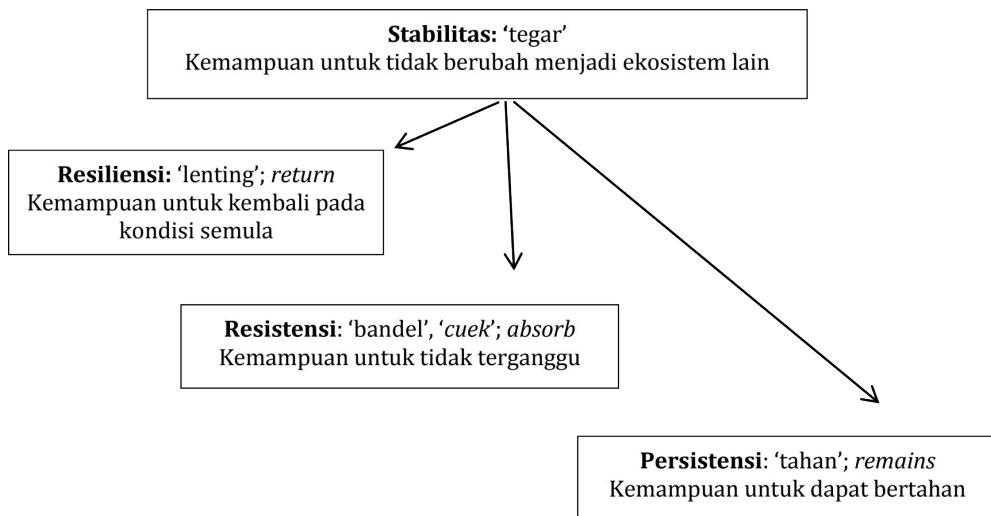 Stabilitas: ‘tegar’
Kemampuan untuk tidak berubah menjadi ekosistem lain
Resiliensi: ‘lenting’; return
Kemampuan untuk kembali pada
kondisi semula
Resistensi: ‘bandel’, ‘cuek’; absorb
Kemampuan untuk tidak terganggu
Persistensi: ‘tahan’; remains
Kemampuan untuk dapat bertahan